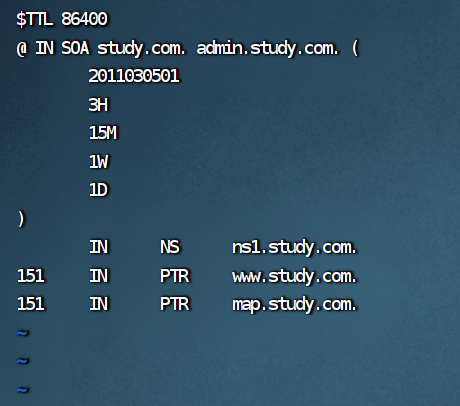 $TTL 86400
@ IN SOA study.com. admin.study.com. (
2011030501
3H
15M
1W
1D
)
IN NS ns1.study.com.
151 IN PTR www.study.com.
151 IN PTR map.study.com.
~
~
~